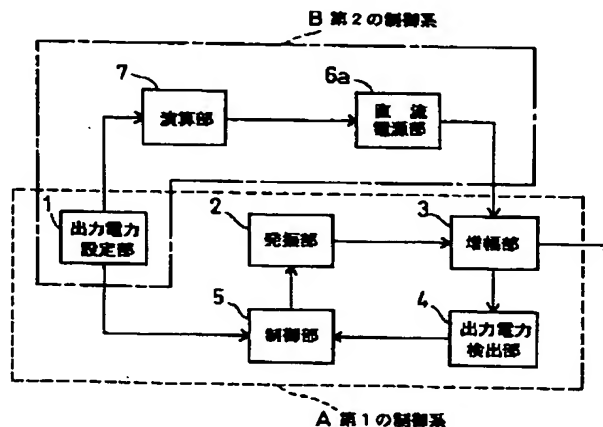 B 第2の制御系
7
演算部
6a
直流
電源部
1
出力電力
設定部
2
発振部
3
増幅部
5
制御部
4
出力電力
検出部
A 第1の制御系